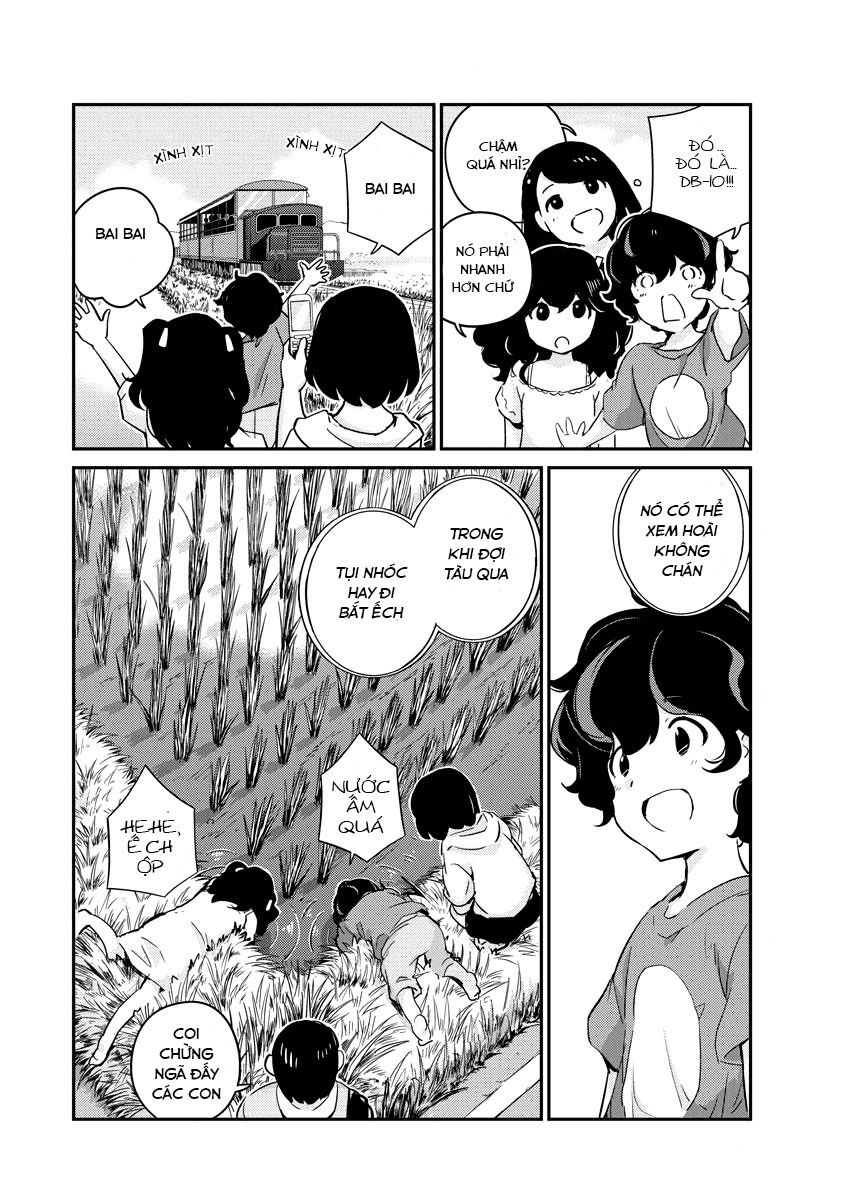 ĐÓ...
ĐÓ LÀ...
DB-10!!!
CHẬM
QUÁ NHỈ?
NÓ PHẢI
NHANH
HƠN CHỨ
XÌNH XỊT
XÌNH XỊT
BAI BAI
BAI BAI
NÓ CÓ THỂ
XEM HOÀI
KHÔNG
CHÁN
TRONG
KHI ĐỢI
TÀU QUA
TỤI NHÓC
HAY ĐI
BẮT ẾCH
NƯỚC
ẤM
QUÁ
HE-HE,
ẾCH
ỘP
COI
CHỪNG
NGÃ ĐẤY
CÁC CON